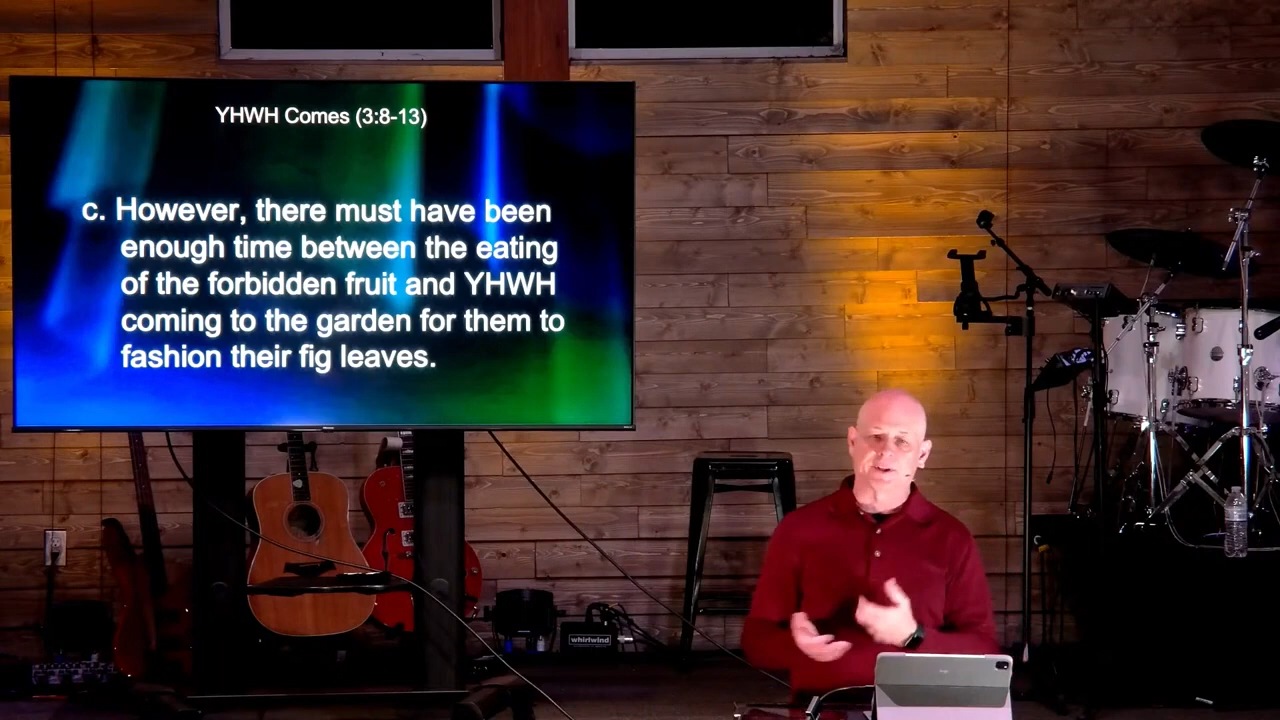 YHWH Comes (3:8-13)
c. However, there must have been
enough time between the eating
of the forbidden fruit and YHWH
coming to the garden for them to
fashion their fig leaves.
whirlwind